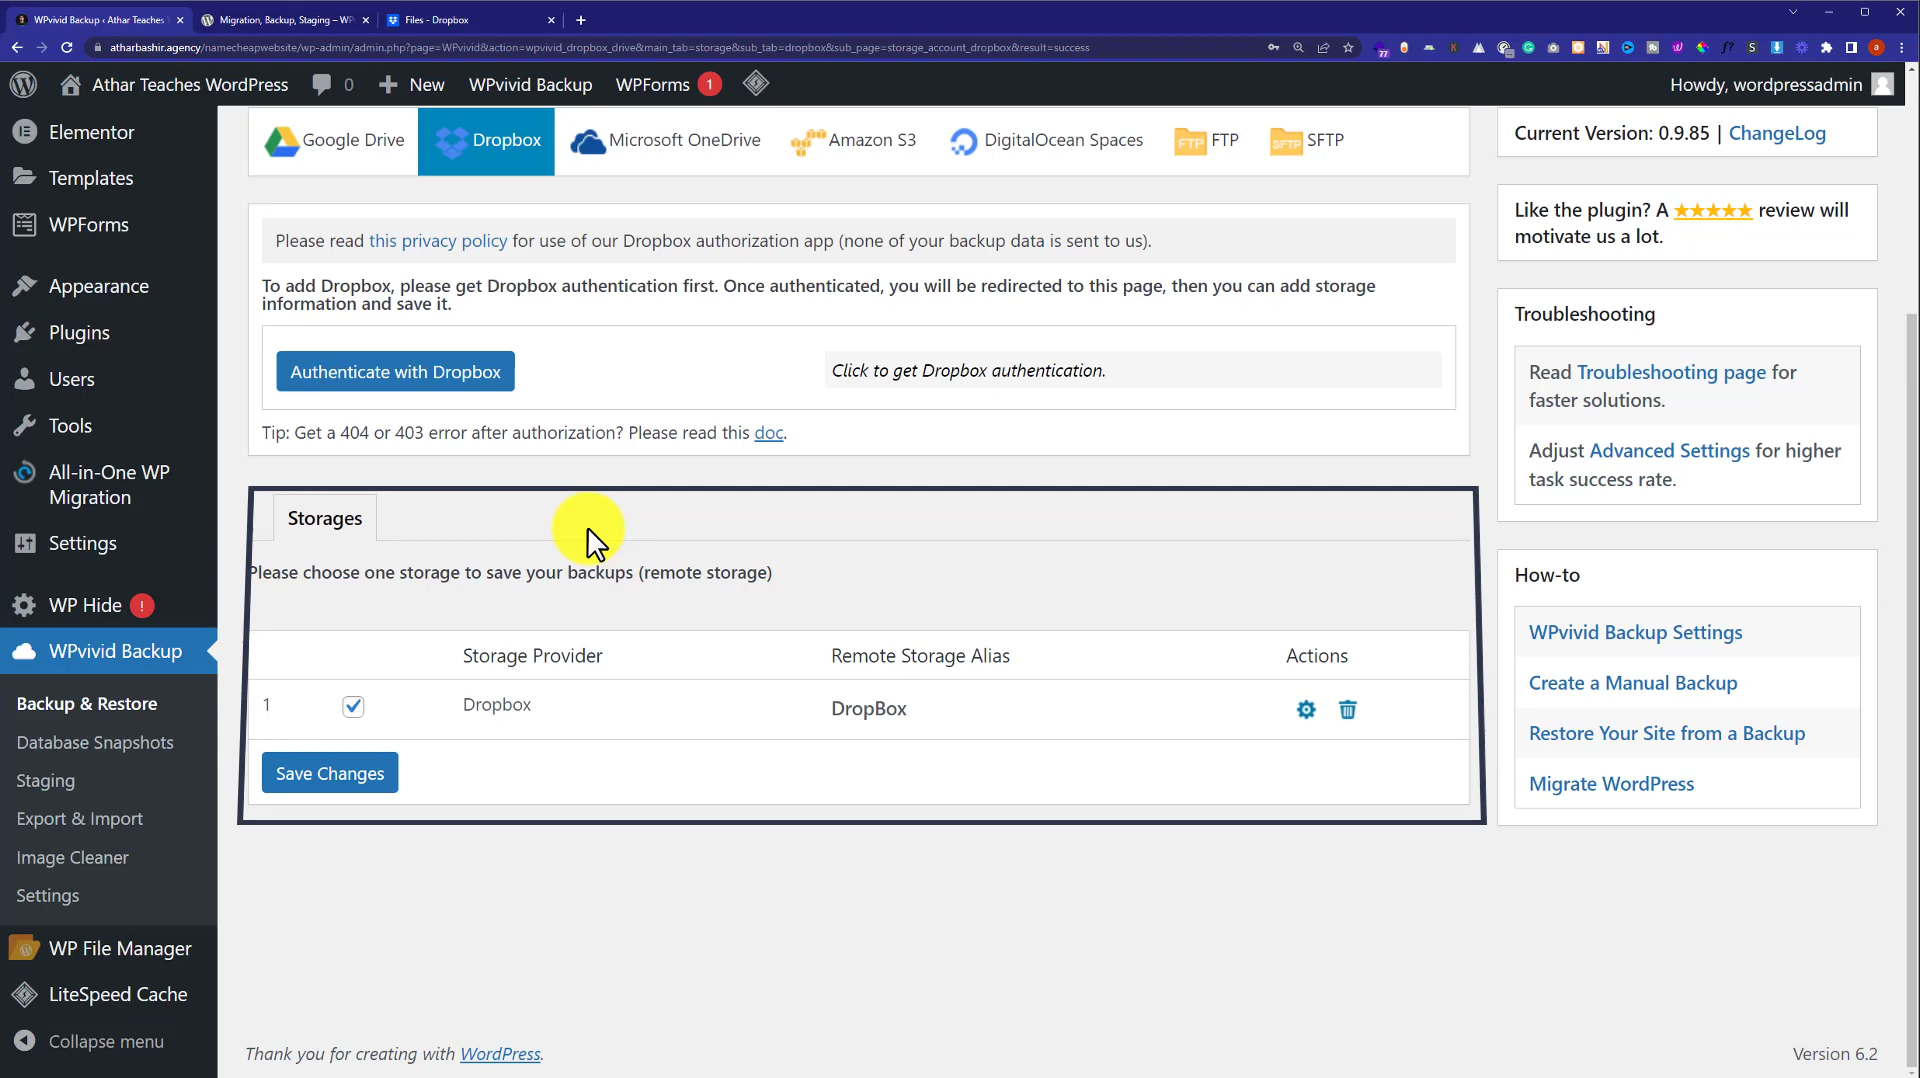 WPvivid Backup ‹ Athar Teaches
Migration, Backup, Staging – WP
Files - Dropbox
atharbashir.agency/namecheapwebsite/wp-admin/admin.php?page=WPvivid&action=wpvivid_dropbox_drive&main_tab=storage&sub_tab=dropbox&sub_page=storage_account_dropbox&result=success
Athar Teaches WordPress
0
New
WPvivid Backup
WPForms
1
Howdy, wordpressadmin
Elementor
Templates
WPForms
Appearance
Plugins
Users
Tools
All-in-One WP
Migration
Settings
WP Hide
!
WPvivid Backup
Backup & Restore
Database Snapshots
Staging
Export & Import
Image Cleaner
Settings
WP File Manager
LiteSpeed Cache
Collapse menu
Google Drive
Dropbox
Microsoft OneDrive
Amazon S3
DigitalOcean Spaces
FTP
FTP
SFTP
SFTP
Please read this privacy policy for use of our Dropbox authorization app (none of your backup data is sent to us).
To add Dropbox, please get Dropbox authentication first. Once authenticated, you will be redirected to this page, then you can add storage
information and save it.
Authenticate with Dropbox
Click to get Dropbox authentication.
Tip: Get a 404 or 403 error after authorization? Please read this doc.
Storages
Please choose one storage to save your backups (remote storage)
Storage Provider
Remote Storage Alias
Actions
1
Dropbox
DropBox
Save Changes
Current Version: 0.9.85 | ChangeLog
Like the plugin? A ★★★★★ review will
motivate us a lot.
Troubleshooting
Read Troubleshooting page for
faster solutions.
Adjust Advanced Settings for higher
task success rate.
How-to
WPvivid Backup Settings
Create a Manual Backup
Restore Your Site from a Backup
Migrate WordPress
Thank you for creating with WordPress.
Version 6.2